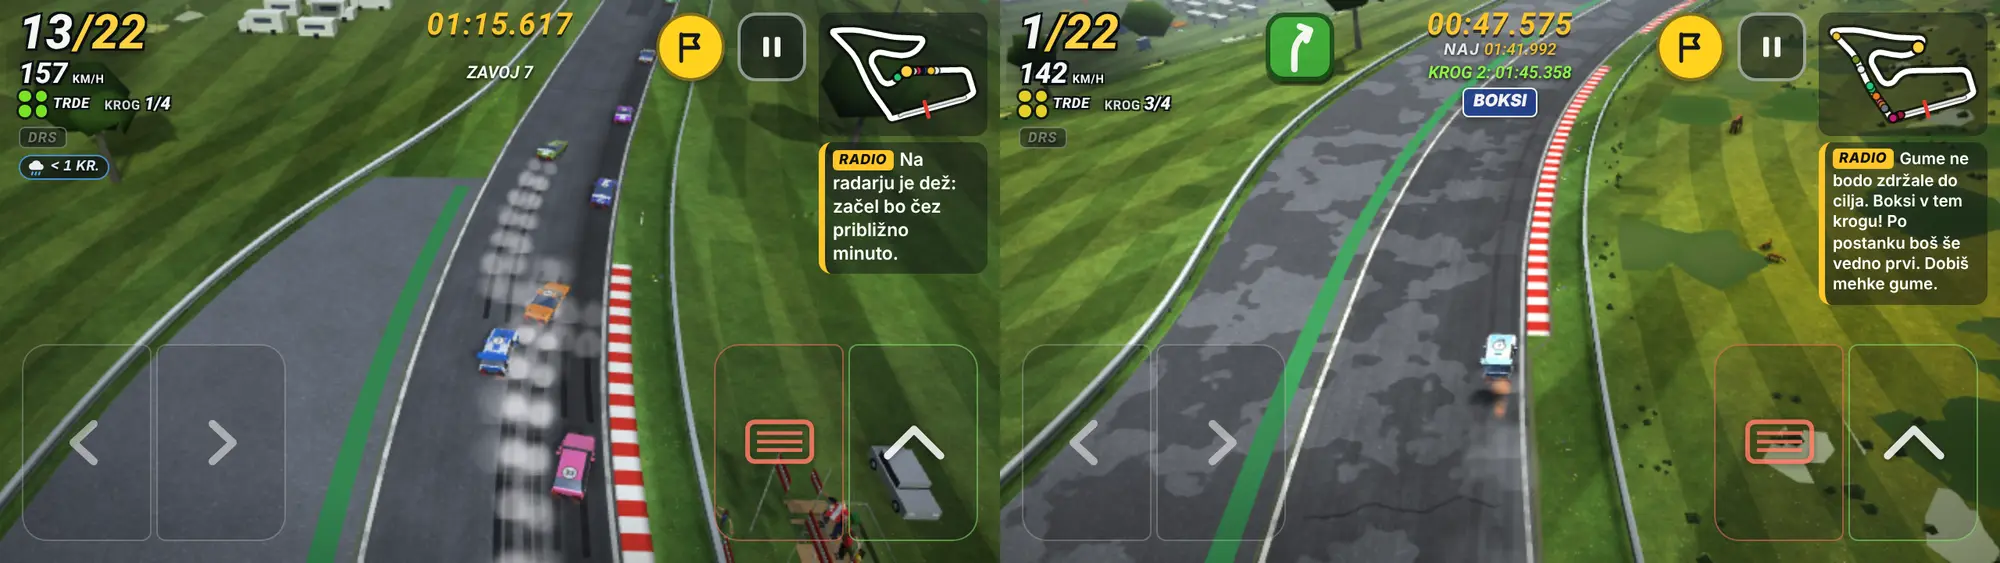 13/22
157 KM/H
TRDE KROG 1/4
DRS
< 1 KR.
01:15.617
ZAVOJ 7
RADIO Na
radarju je dež:
začel bo čez
približno
minuto.
1/22
142 KM/H
TRDE KROG 3/4
DRS
00:47.575
NAJ 01:41.992
KROG 2: 01:45.358
BOKSI
RADIO Gume ne
bodo zdržale do
cilja. Boksi v tem
krogu! Po
postanku boš še
vedno prvi. Dobiš
mehke gume.